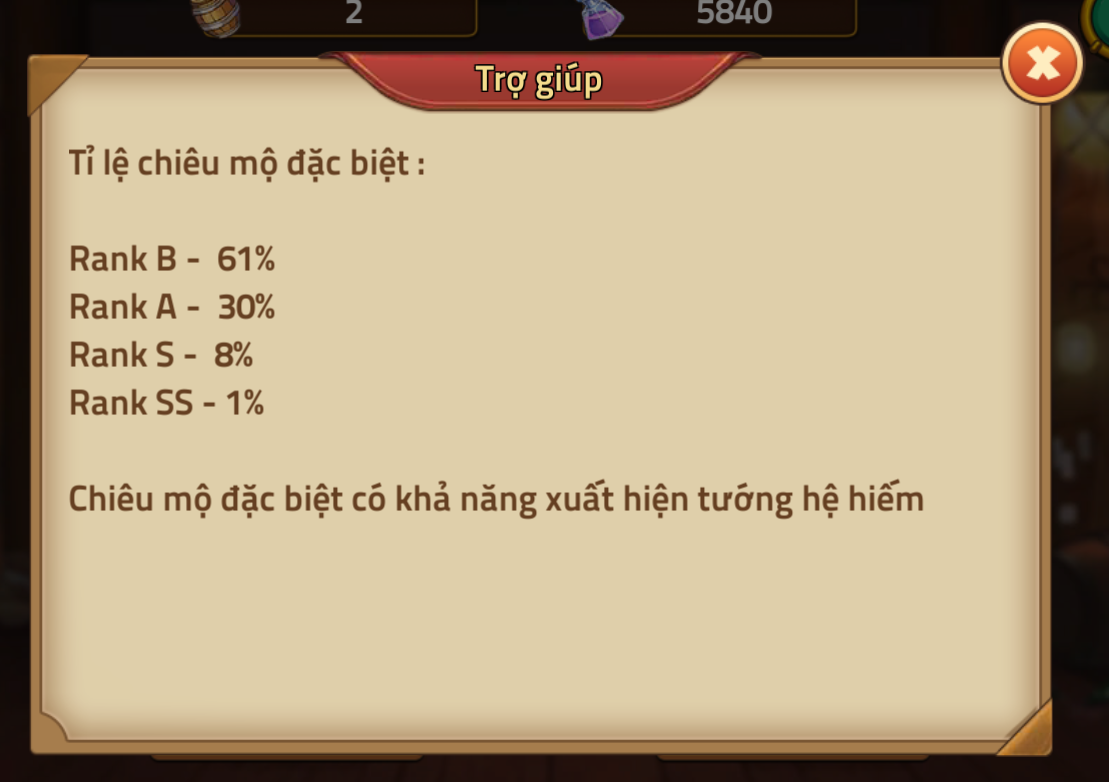 2
5840
Trợ giúp
Tỉ lệ chiêu mộ đặc biệt :
Rank B - 61%
Rank A - 30%
Rank S - 8%
Rank SS - 1%
Chiêu mộ đặc biệt có khả năng xuất hiện tướng hệ hiếm